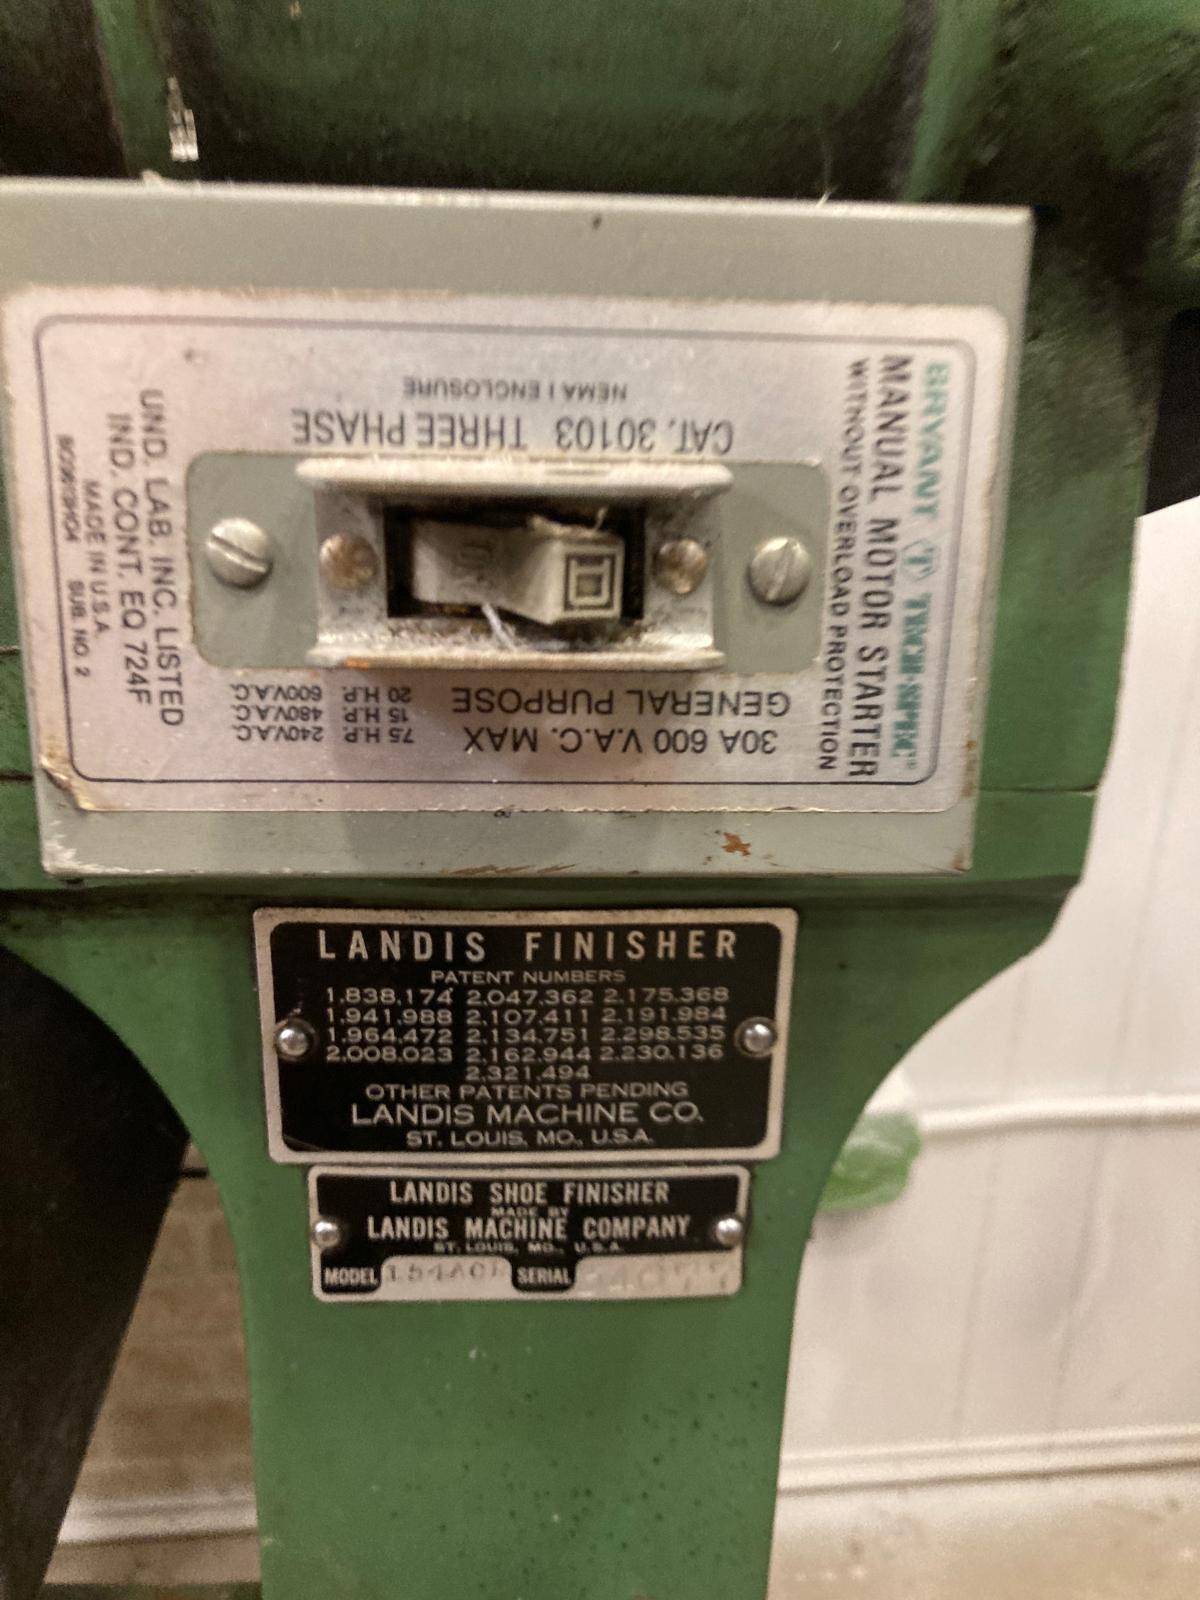 BRYANT TECH-SPEC®
MANUAL MOTOR STARTER
WITHOUT OVERLOAD PROTECTION
CAT. 30103 THREE PHASE
NEMA 1 ENCLOSURE
30A 600 V.A.C. MAX
GENERAL PURPOSE
7.5 H.P. 240V.A.C.
15 H.P. 480V.A.C.
20 H.P. 600V.A.C.
UND. LAB. INC. LISTED
IND. CONT. EQ 724F
MADE IN U.S.A.
SUB. NO. 2
LANDIS FINISHER
PATENT NUMBERS
1,838,174 2,047,362 2,175,368
1,941,988 2,107,411 2,191,984
1,964,472 2,134,751 2,298,535
2,008,023 2,162,944 2,230,136
2,321,494
OTHER PATENTS PENDING
LANDIS MACHINE CO.
ST. LOUIS, MO., U.S.A.
LANDIS SHOE FINISHER
MADE BY
LANDIS MACHINE COMPANY
ST. LOUIS, MO., U.S.A.
MODEL SERIAL